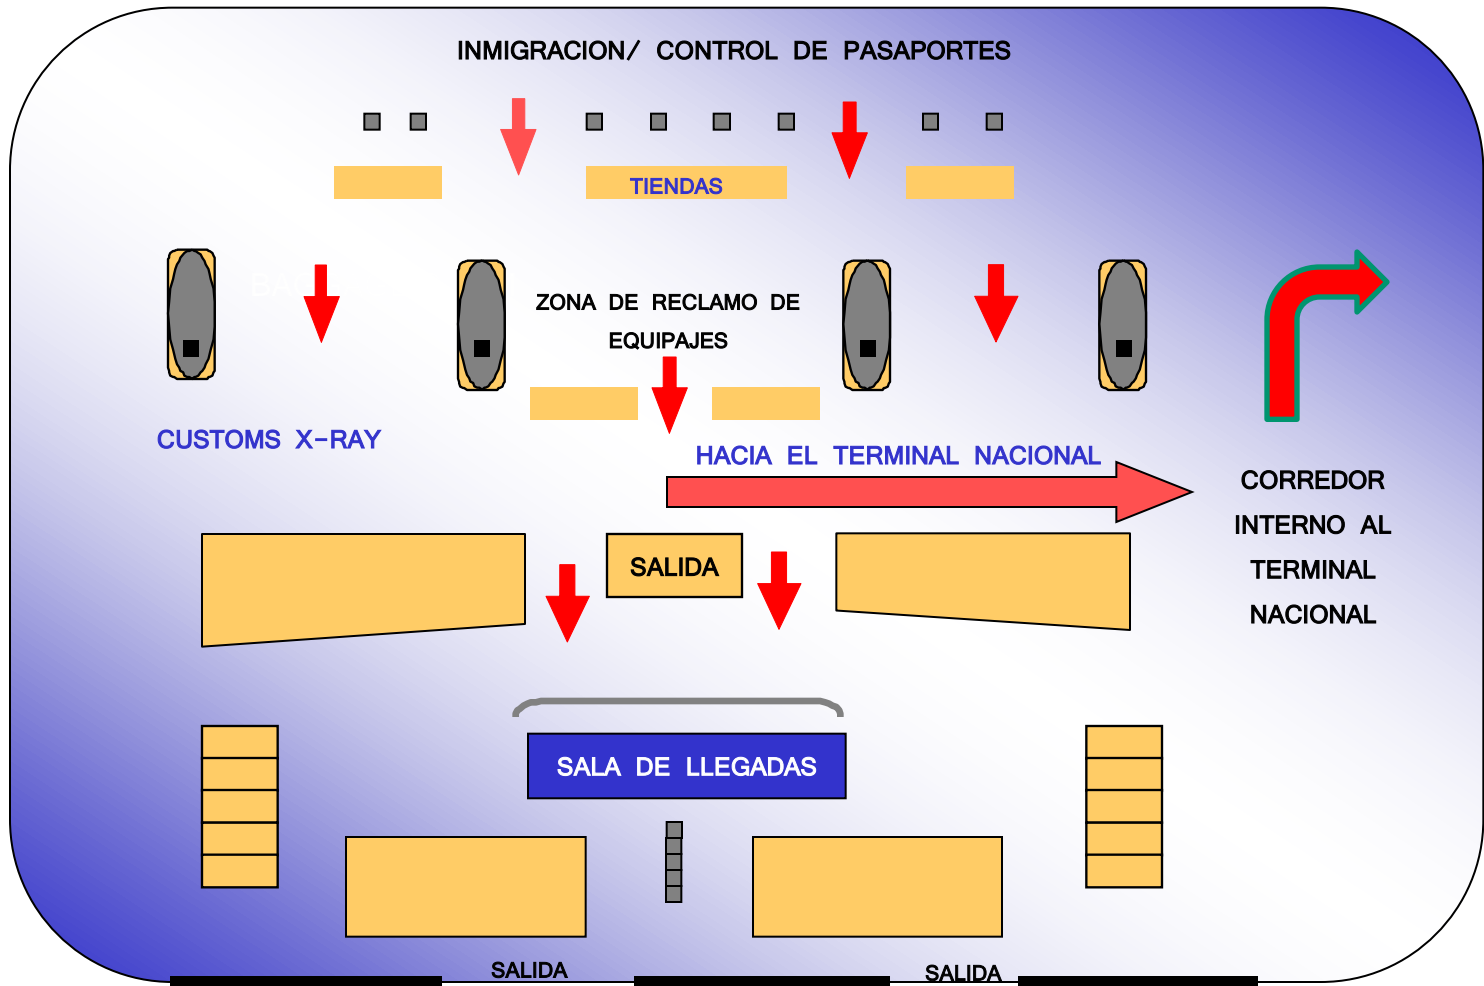 INMIGRACION/ CONTROL DE PASAPORTES
TIENDAS
ZONA DE RECLAMO DE
EQUIPAJES
CUSTOMS X-RAY
HACIA EL TERMINAL NACIONAL
CORREDOR
INTERNO AL
TERMINAL
NACIONAL
SALIDA
SALA DE LLEGADAS
SALIDA
SALIDA